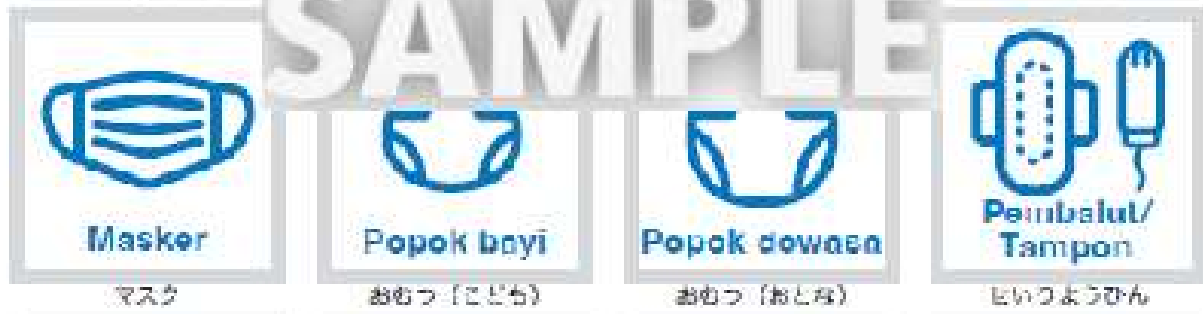 SAMPLE
Masker
Popok bayi
Popok dewasa
Pembalut/
Tampon
マスク
おむつ（こども）
おむつ（おとな）
せいりようひん